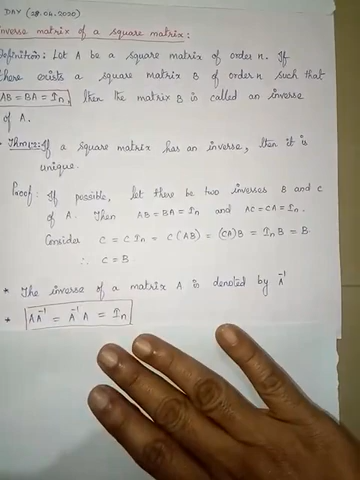 DAY (28.04.2020)
inverse matrix of a square matrix:
Definition: Let A be a square matrix of order n. If
there exists a square matrix B of order n such that
AB = BA = In, then the matrix B is called an inverse
of A.
• Thm: If a square matrix has an inverse, then it is
unique.
Proof: If possible, let there be two inverses B and C
of A. Then AB = BA = In and AC = CA = In.
Consider C = C In = C (AB) = (CA) B = In B = B.
∴ C = B.
* The inverse of a matrix A is denoted by A⁻¹
* AA⁻¹ = A⁻¹A = In